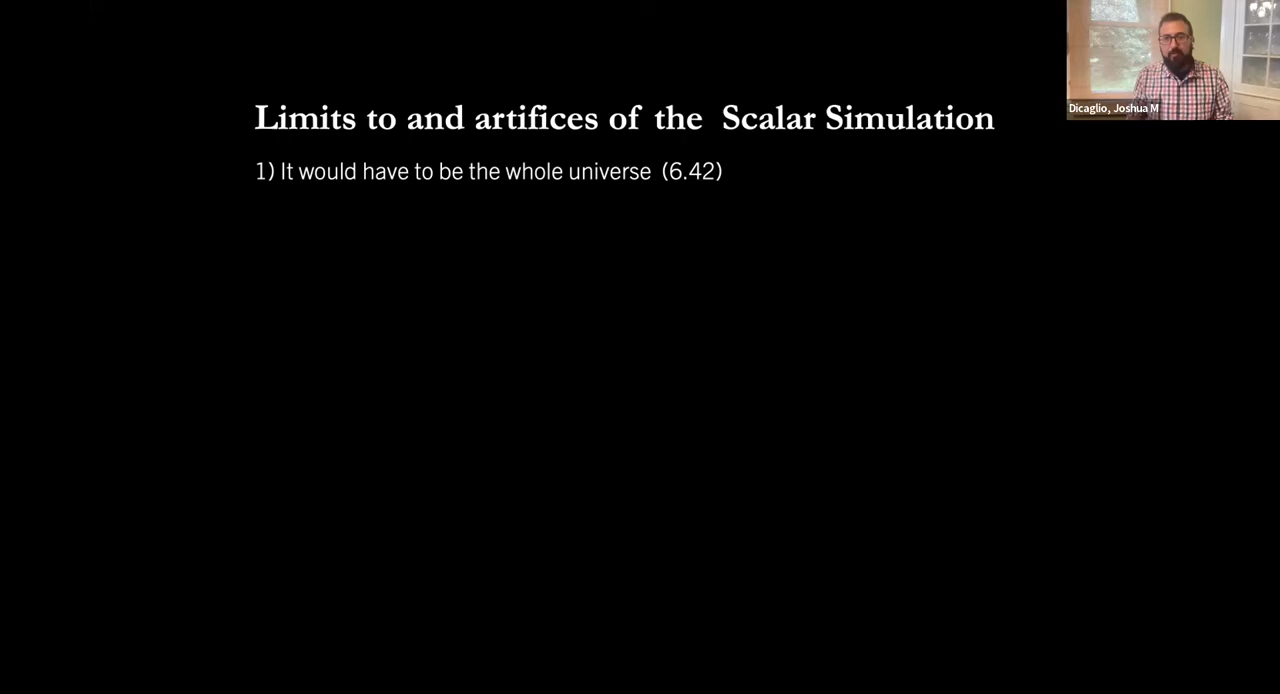 Limits to and artifices of the Scalar Simulation
1) It would have to be the whole universe (6.42)
Dicaglio, Joshua M